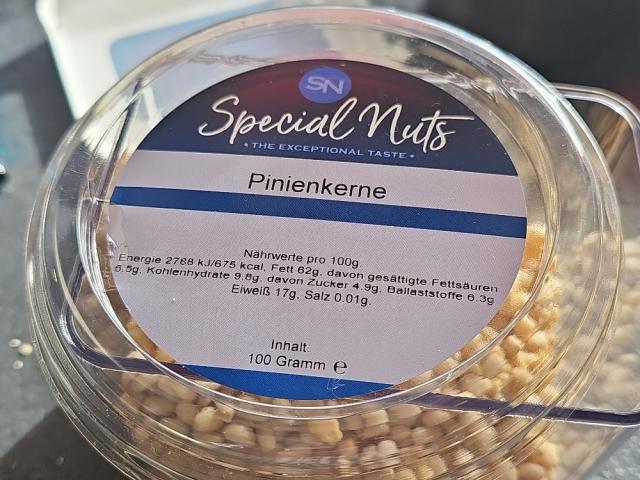 SN
Special Nuts
• THE EXCEPTIONAL TASTE •
Pinienkerne
Nährwerte pro 100g
Energie 2768 kJ/675 kcal, Fett 62g, davon gesättigte Fettsäuren
6.5g, Kohlenhydrate 9.8g, davon Zucker 4.9g, Ballaststoffe 6.3g
Eiweiß 17g, Salz 0.01g.
Inhalt.
100 Gramm ℮